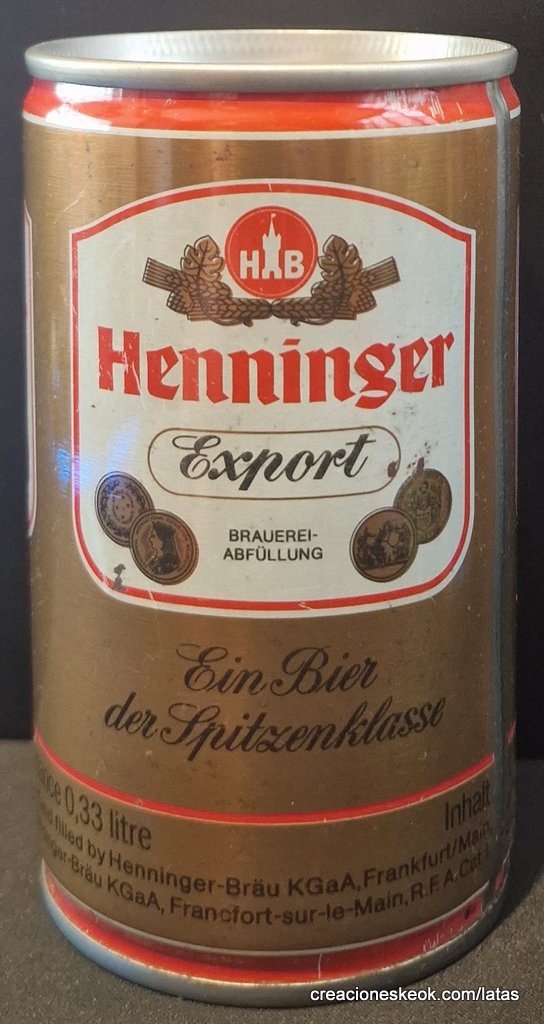 HB
Henninger
Export
BRAUEREI-
ABFÜLLUNG
Ein Bier
der Spitzenklasse
0,33 litre
Inhalt
filled by Henninger-Bräu KGaA, Frankfurt/Main
-Bräu KGaA, Francfort-sur-le-Main, R.F.A.
creacioneskeok.com/latas